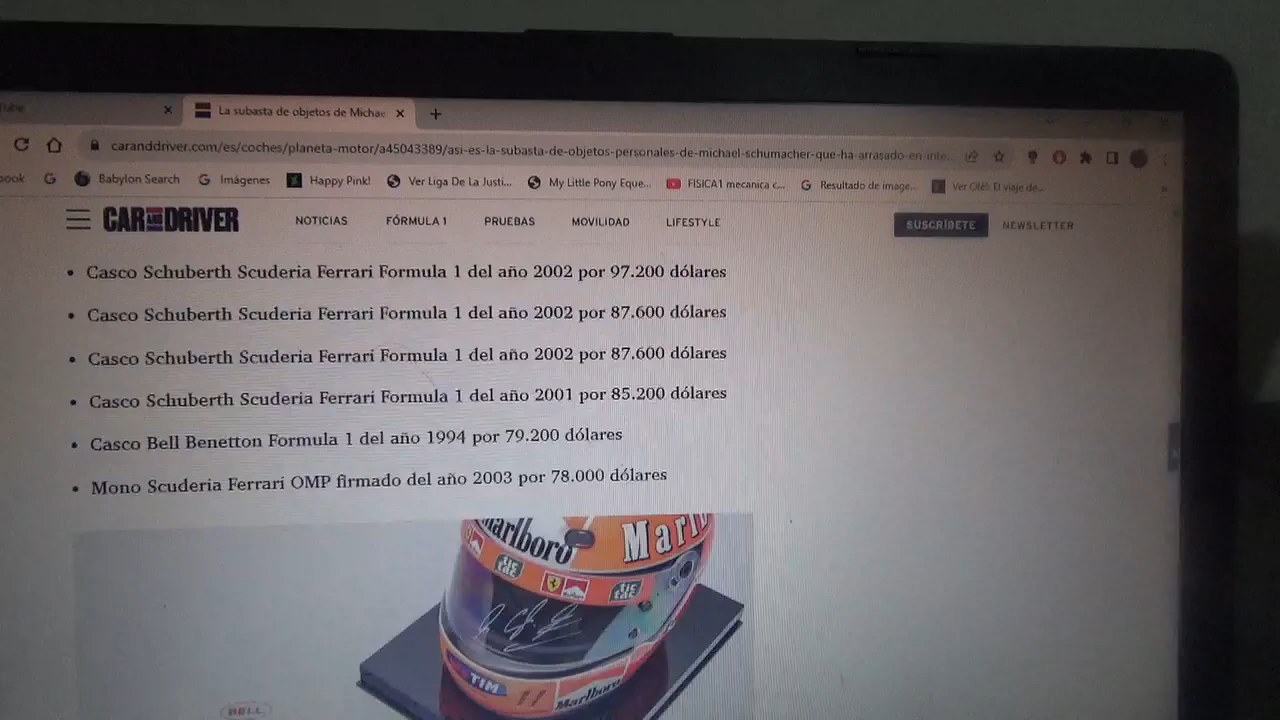 La subasta de objetos de Michae
caranddriver.com/es/coches/planeta-motor/a45043389/asi-es-la-subasta-de-objetos-personales-de-michael-schumacher-que-ha-arrasado-en-inte...
ook Babylon Search Imágenes Happy Pink! Ver Liga De La Justi... My Little Pony Eque... FISICA1 mecanica c... Resultado de image... Ver Olé!: El viaje de...
CAR AND DRIVER NOTICIAS FÓRMULA 1 PRUEBAS MOVILIDAD LIFESTYLE SUSCRÍBETE NEWSLETTER
• Casco Schuberth Scuderia Ferrari Formula 1 del año 2002 por 97.200 dólares
• Casco Schuberth Scuderia Ferrari Formula 1 del año 2002 por 87.600 dólares
• Casco Schuberth Scuderia Ferrari Formula 1 del año 2002 por 87.600 dólares
• Casco Schuberth Scuderia Ferrari Formula 1 del año 2001 por 85.200 dólares
• Casco Bell Benetton Formula 1 del año 1994 por 79.200 dólares
• Mono Scuderia Ferrari OMP firmado del año 2003 por 78.000 dólares
Marlboro Marl
tic tac tic tac
TIM Marlboro
BELL